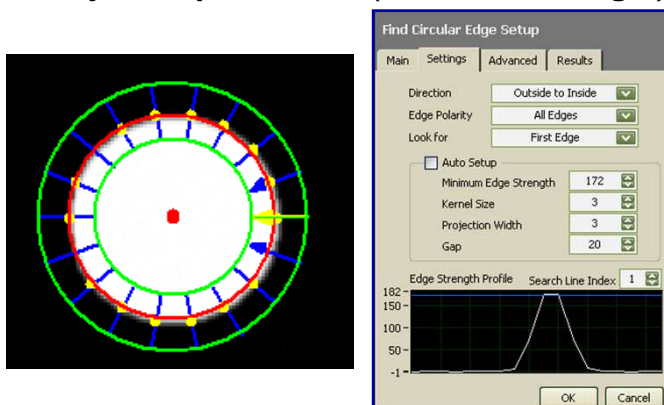 Find Circular Edge Setup
Main Settings Advanced Results
Direction Outside to Inside
Edge Polarity All Edges
Look for First Edge
Auto Setup
Minimum Edge Strength 172
Kernel Size 3
Projection Width 3
Gap 20
Edge Strength Profile Search Line Index 1
182
150
100
50
-1
OK Cancel